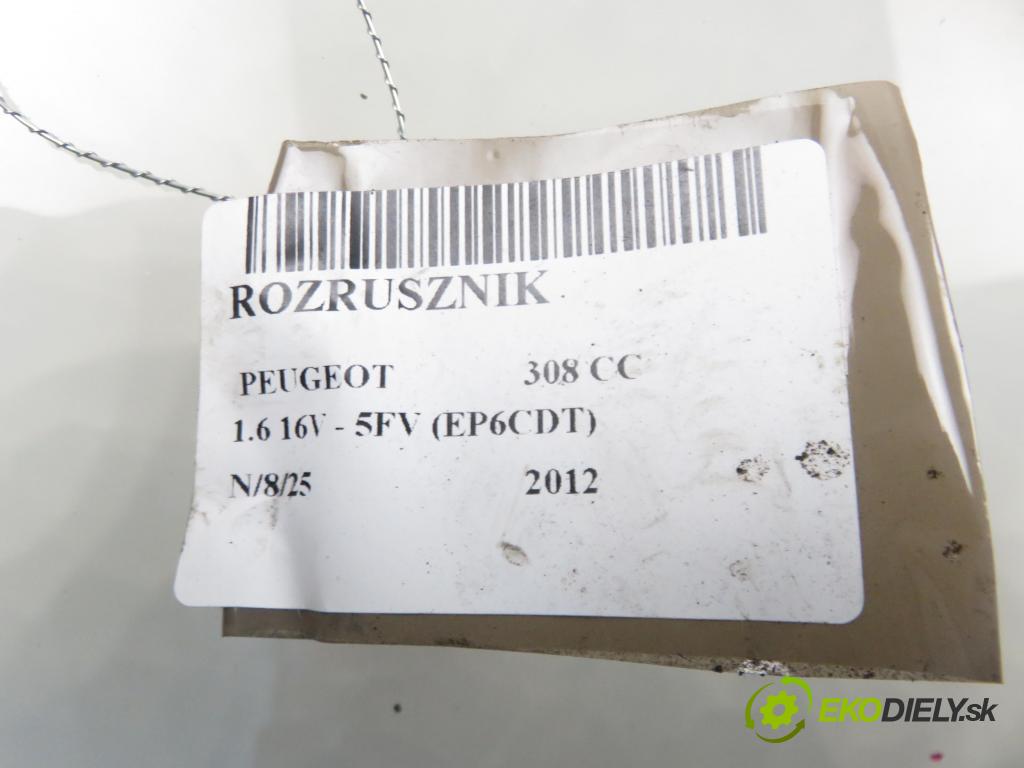 ROZRUSZNIK
PEUGEOT 308 CC
1.6 16V - 5FV (EP6CDT)
N/8/25 2012
EKODIELY.sk